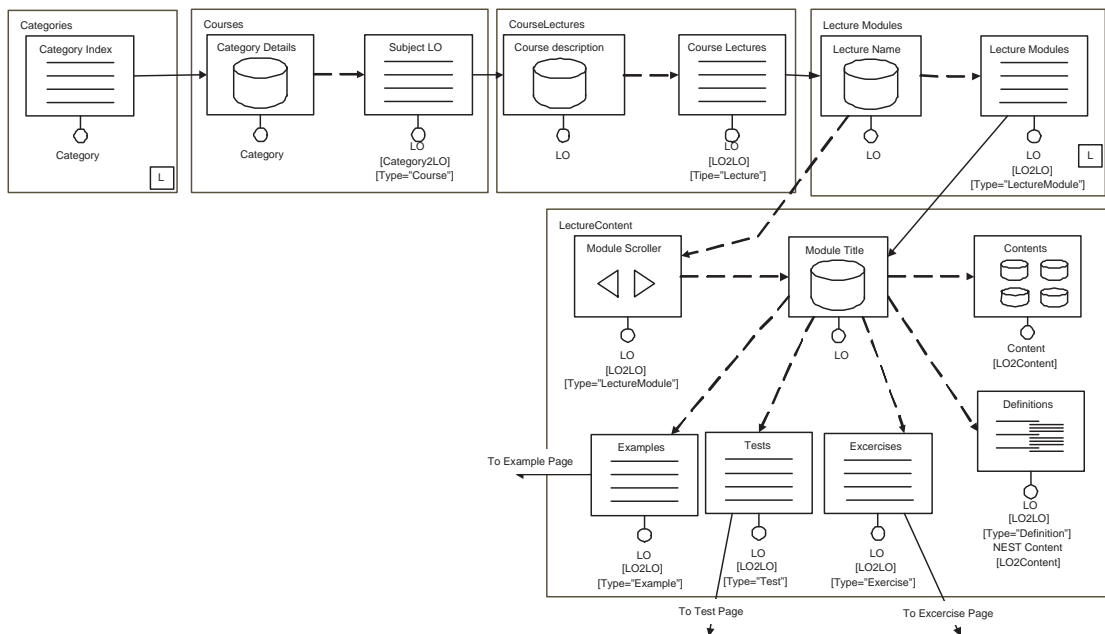 Categories
Category Index
Category
L
Courses
Category Details
Category
Subject LO
LO
[Category2LO]
[Type="Course"]
CourseLectures
Course description
LO
Course Lectures
LO
[LO2LO]
[Tipe="Lecture"]
Lecture Modules
Lecture Name
LO
Lecture Modules
LO
[LO2LO]
[Type="LectureModule"]
L
LectureContent
Module Scroller
LO
[LO2LO]
[Type="LectureModule"]
Module Title
LO
Contents
Content
[LO2Content]
Definitions
LO
[LO2LO]
[Type="Definition"]
NEST Content
[LO2Content]
Examples
LO
[LO2LO]
[Type="Example"]
Tests
LO
[LO2LO]
[Type="Test"]
Excercises
LO
[LO2LO]
[Type="Exercise"]
To Example Page
To Test Page
To Excercise Page